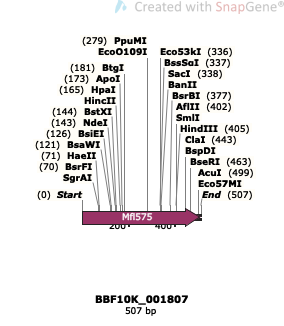 Created with SnapGene®
(279) PpuMI
EcoO109I
Eco53kI (336)
BssSαI (337)
(181) BtgI
SacI (338)
(173) ApoI
BanII
(165) HpaI
BsrBI (377)
HincII
AflII (402)
(144) BstXI
SmlI
(143) NdeI
HindIII (405)
(126) BsiEI
ClaI (443)
(121) BsaWI
BspDI
(71) HaeII
BseRI (463)
(70) BsrFI
AcuI (499)
SgrAI
Eco57MI
(0) Start
End (507)
Mfl575
200
400
BBF10K_001807
507 bp